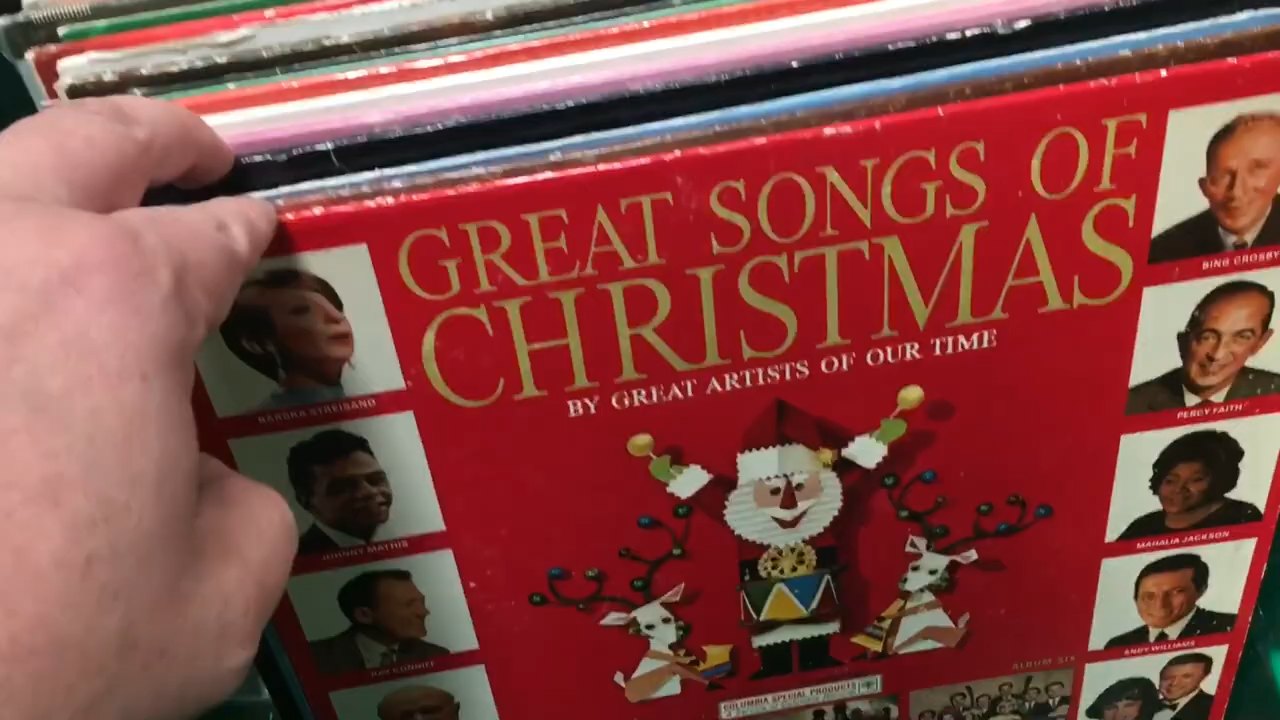 GREAT SONGS OF
CHRISTMAS
BY GREAT ARTISTS OF OUR TIME
BARBRA STREISAND
JOHNNY MATHIS
RAY CONNIFF
BING CROSBY
PERCY FAITH
MAHALIA JACKSON
ANDY WILLIAMS
ALBUM SIX
COLUMBIA SPECIAL PRODUCTS